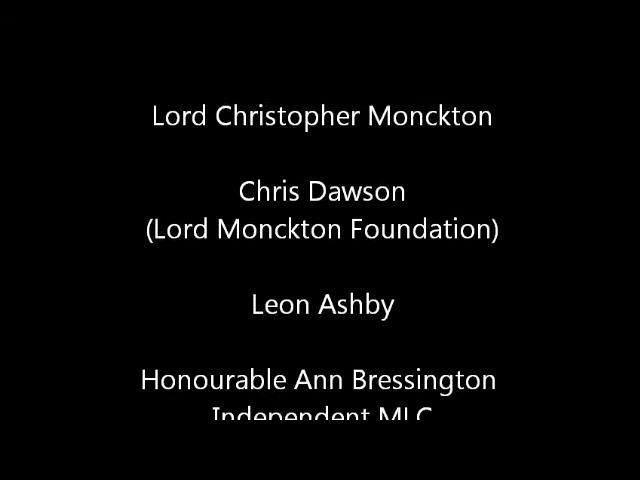 Lord Christopher Monckton
Chris Dawson
(Lord Monckton Foundation)
Leon Ashby
Honourable Ann Bressington
Independent MLC